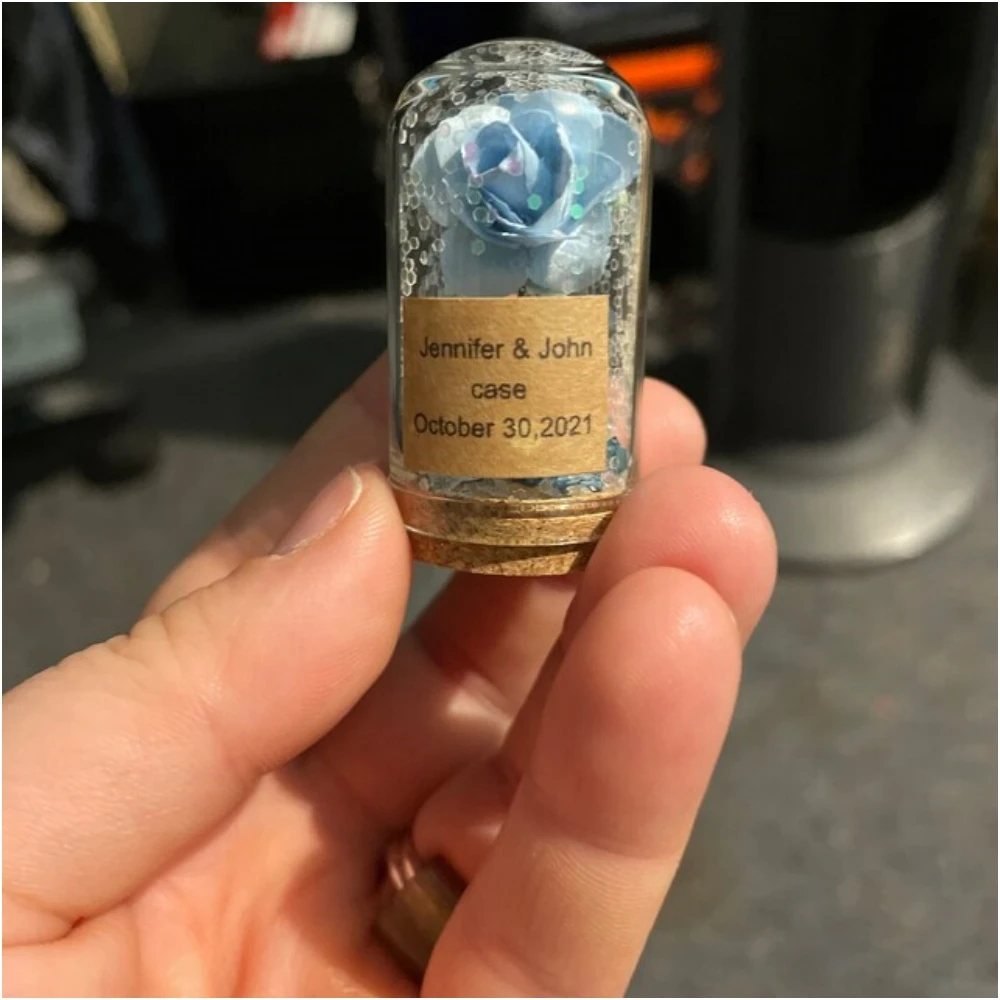 Jennifer & John
case
October 30,2021